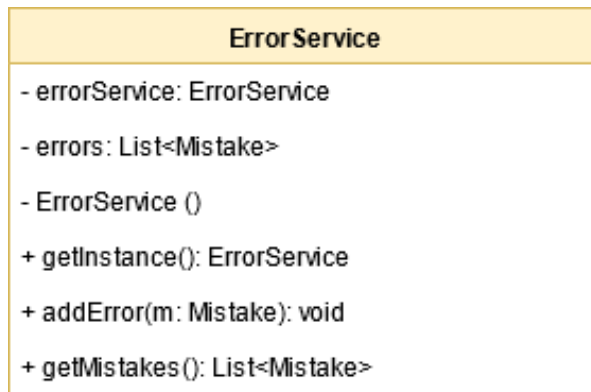 ErrorService
- errorService: ErrorService
- errors: List<Mistake>
- ErrorService ()
+ getInstance(): ErrorService
+ addError(m: Mistake): void
+ getMistakes(): List<Mistake>